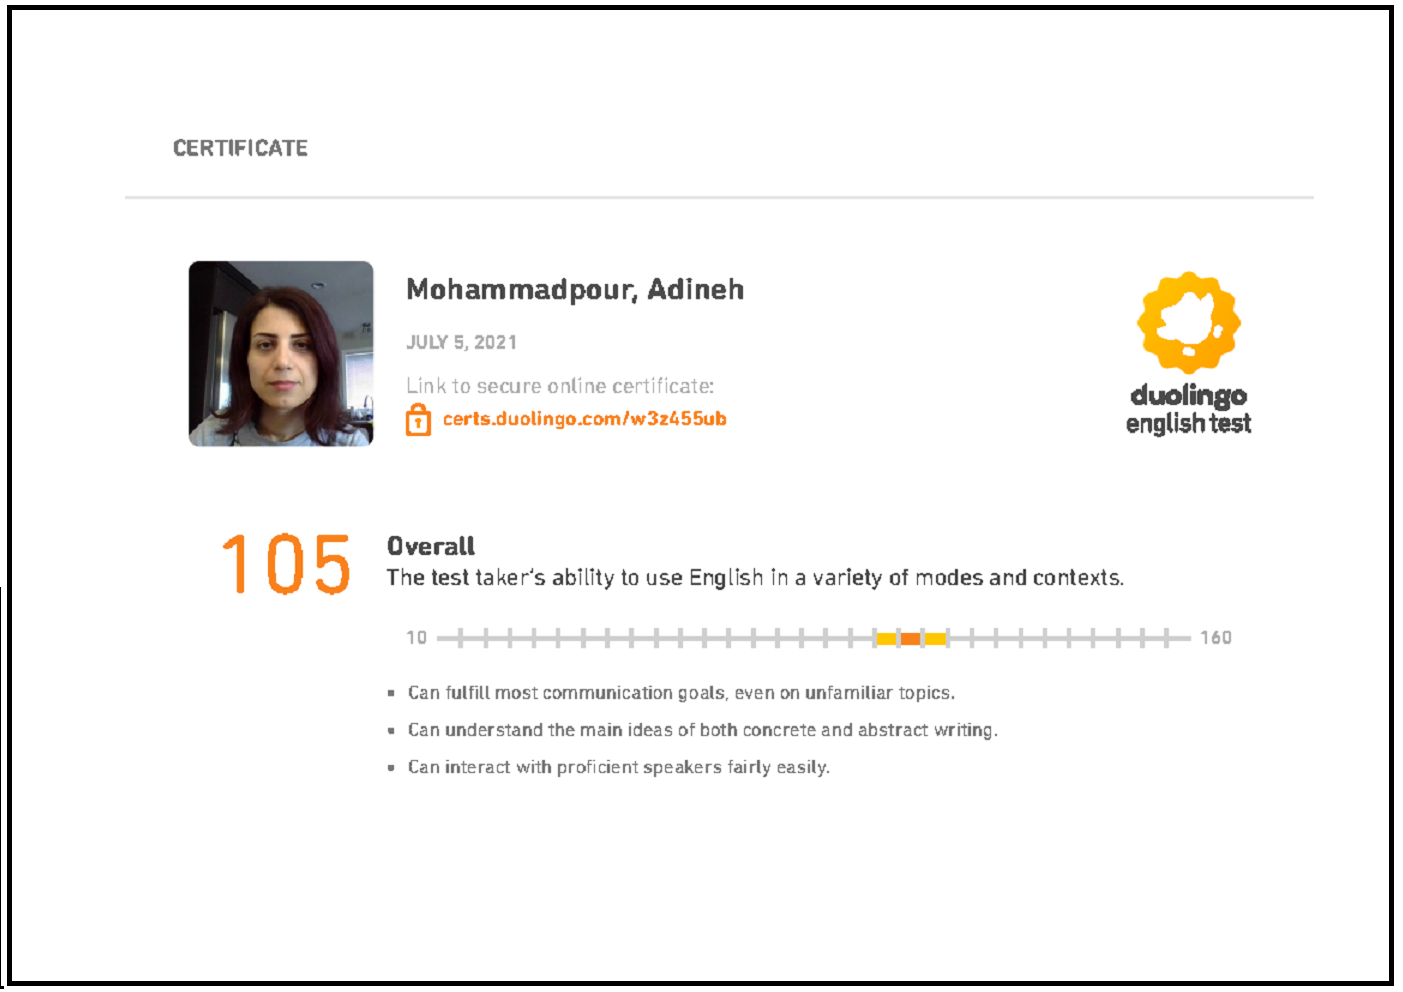 CERTIFICATE
Mohammadpour, Adineh
JULY 5, 2021
Link to secure online certificate:
certs.duolingo.com/w3z455ub
duolingo
english test
105
Overall
The test taker's ability to use English in a variety of modes and contexts.
10 160
▪ Can fulfill most communication goals, even on unfamiliar topics.
▪ Can understand the main ideas of both concrete and abstract writing.
▪ Can interact with proficient speakers fairly easily.